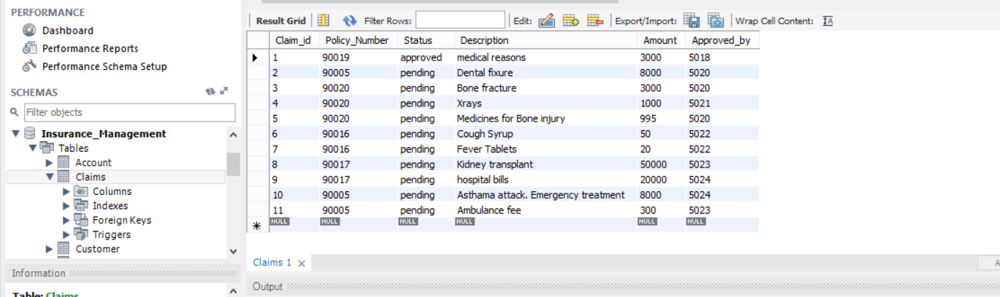 PERFORMANCE
Dashboard
Performance Reports
Performance Schema Setup
SCHEMAS
Filter objects
Insurance_Management
Tables
Account
Claims
Columns
Indexes
Foreign Keys
Triggers
Customer
Information
Table: Claims
Result Grid Filter Rows: Edit: Export/Import: Wrap Cell Content: IA
Claim_id Policy_Number Status Description Amount Approved_by
1 90019 approved medical reasons 3000 5018
2 90005 pending Dental fixure 8000 5020
3 90020 pending Bone fracture 3000 5020
4 90020 pending Xrays 1000 5021
5 90020 pending Medicines for Bone injury 995 5020
6 90016 pending Cough Syrup 50 5022
7 90016 pending Fever Tablets 20 5022
8 90017 pending Kidney transplant 50000 5023
9 90017 pending hospital bills 20000 5024
10 90005 pending Asthama attack. Emergency treatment 8000 5024
11 90005 pending Ambulance fee 300 5023
NULL NULL NULL NULL NULL NULL
Claims 1
A
Output